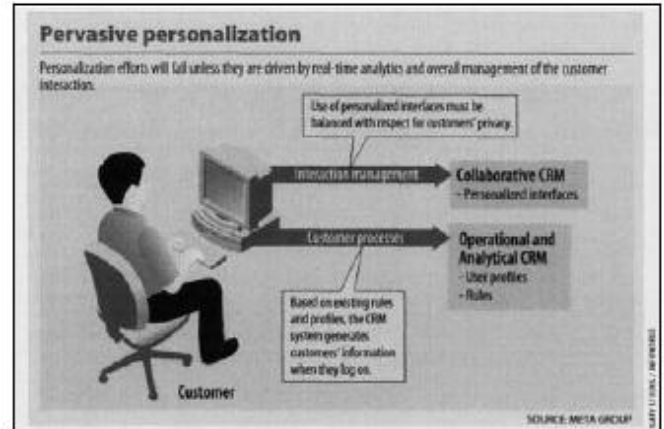 Pervasive personalization
Personalization efforts will fail unless they are driven by real-time analytics and overall management of the customer
interaction.
Use of personalized interfaces must be
balanced with respect for customers' privacy.
Interaction management
Collaborative CRM
- Personalized interfaces
Customer processes
Operational and
Analytical CRM
- User profiles
- Rules
Based on existing rules
and profiles, the CRM
system generates
customers' information
when they log on.
Customer
SOURCE: META GROUP